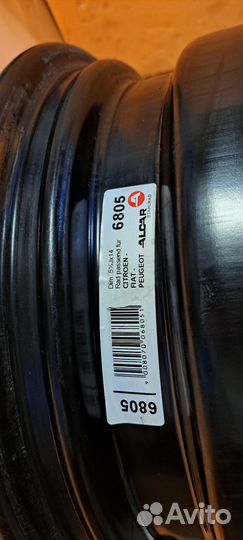 6805
ALCAR
Dim. 5½Jx14
Rad passend für
CITROEN -
FIAT -
PEUGEOT
9 008070 068051
6805
Avito